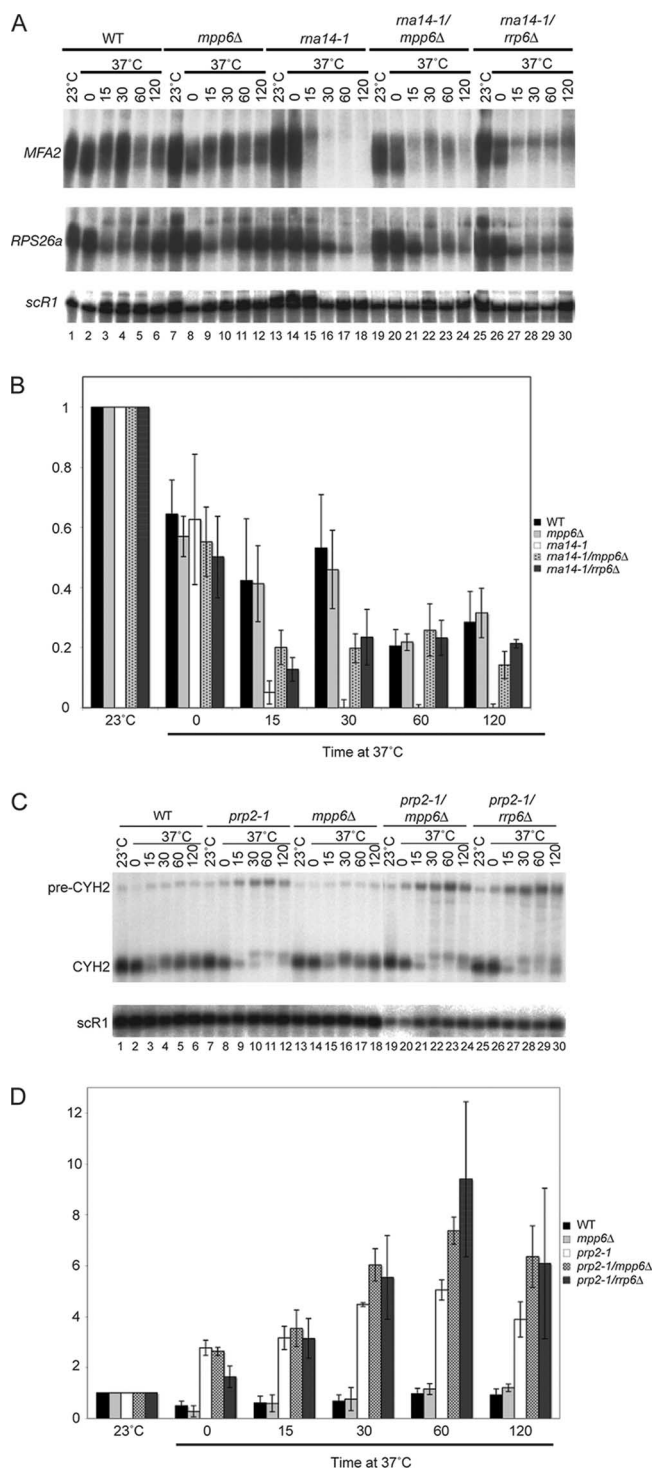 A
WT mpp6Δ rna14-1 rna14-1/ mpp6Δ rna14-1/ rrp6Δ
37˚C 37˚C 37˚C 37˚C 37˚C
23˚C 0 15 30 60 120 23˚C 0 15 30 60 120 23˚C 0 15 30 60 120 23˚C 0 15 30 60 120 23˚C 0 15 30 60 120
MFA2
RPS26a
scR1
1 2 3 4 5 6 7 8 9 10 11 12 13 14 15 16 17 18 19 20 21 22 23 24 25 26 27 28 29 30
B
1
0.8
0.6
0.4
0.2
0
WT
mpp6Δ
rna14-1
rna14-1/mpp6Δ
rna14-1/rrp6Δ
23˚C 0 15 30 60 120
Time at 37˚C
C
WT prp2-1 mpp6Δ prp2-1/ mpp6Δ prp2-1/ rrp6Δ
37˚C 37˚C 37˚C 37˚C 37˚C
23˚C 0 15 30 60 120 23˚C 0 15 30 60 120 23˚C 0 15 30 60 120 23˚C 0 15 30 60 120 23˚C 0 15 30 60 120
pre-CYH2
CYH2
scR1
1 2 3 4 5 6 7 8 9 10 11 12 13 14 15 16 17 18 19 20 21 22 23 24 25 26 27 28 29 30
D
12
10
8
6
4
2
0
WT
mpp6Δ
prp2-1
prp2-1/mpp6Δ
prp2-1/rrp6Δ
23˚C 0 15 30 60 120
Time at 37˚C